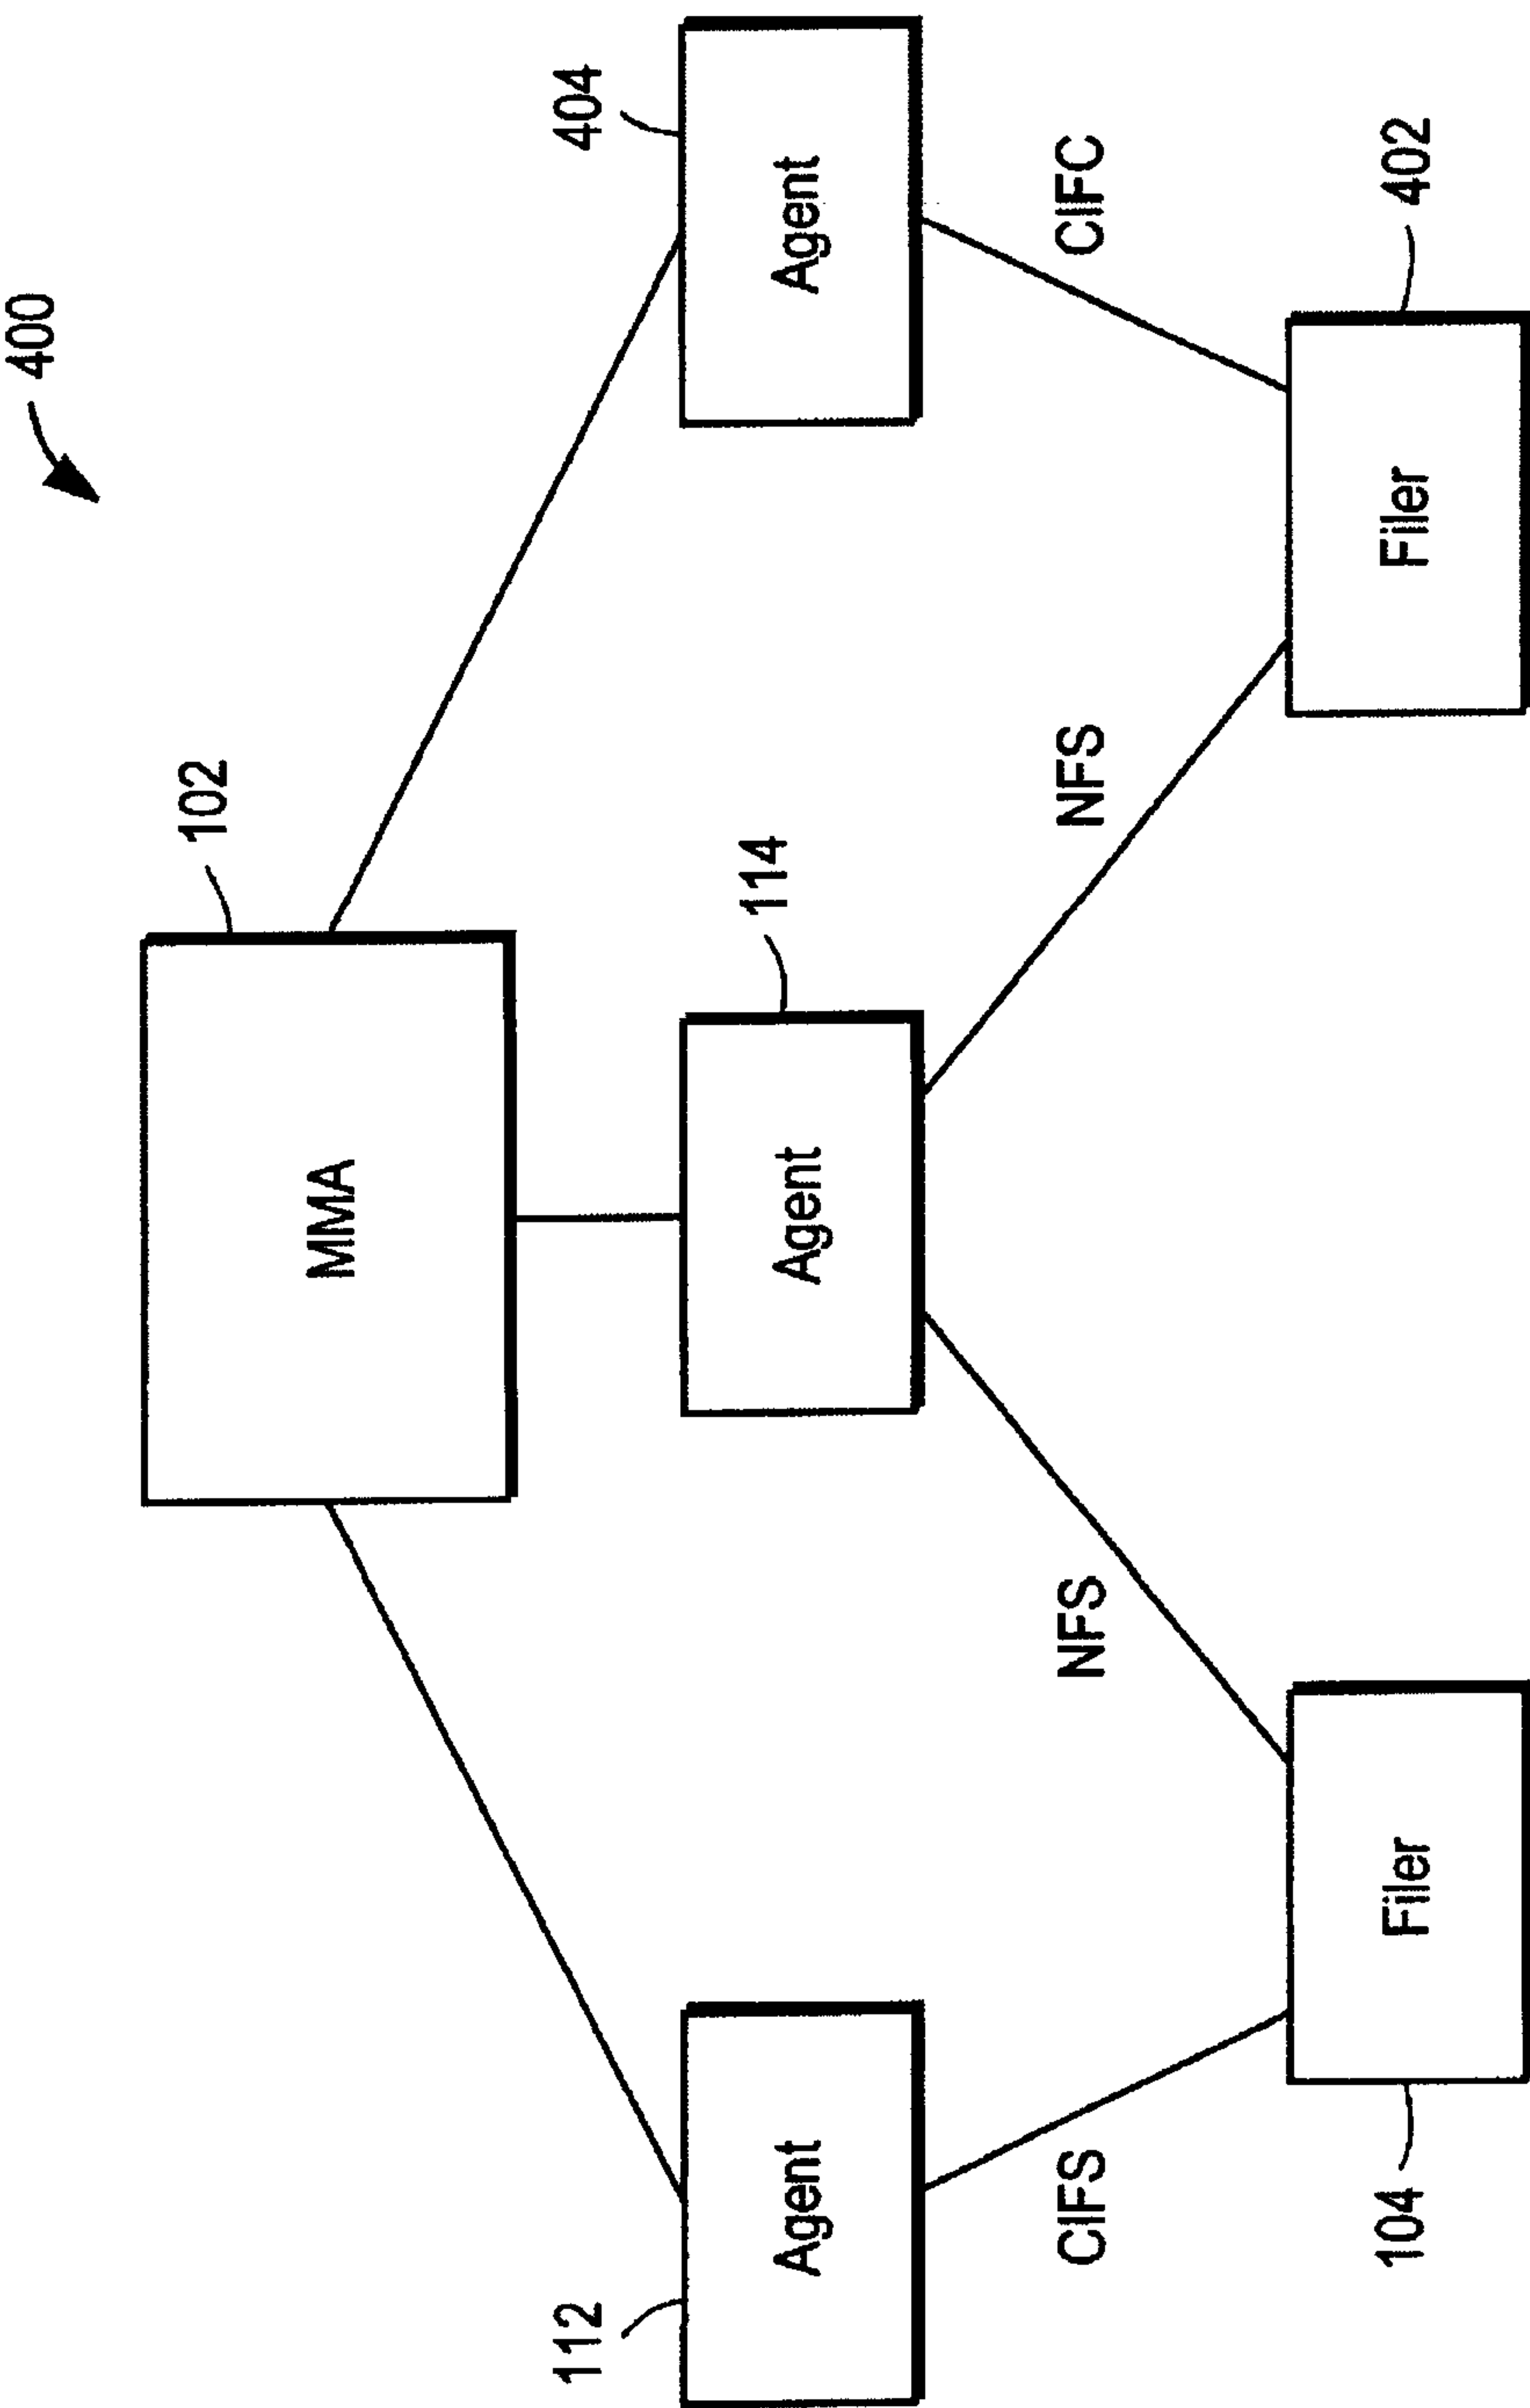 400
MMA
102
112
Agent
Agent
114
Agent
404
CIFS
NFS
NFS
CIFC
104
Filer
Filer
402